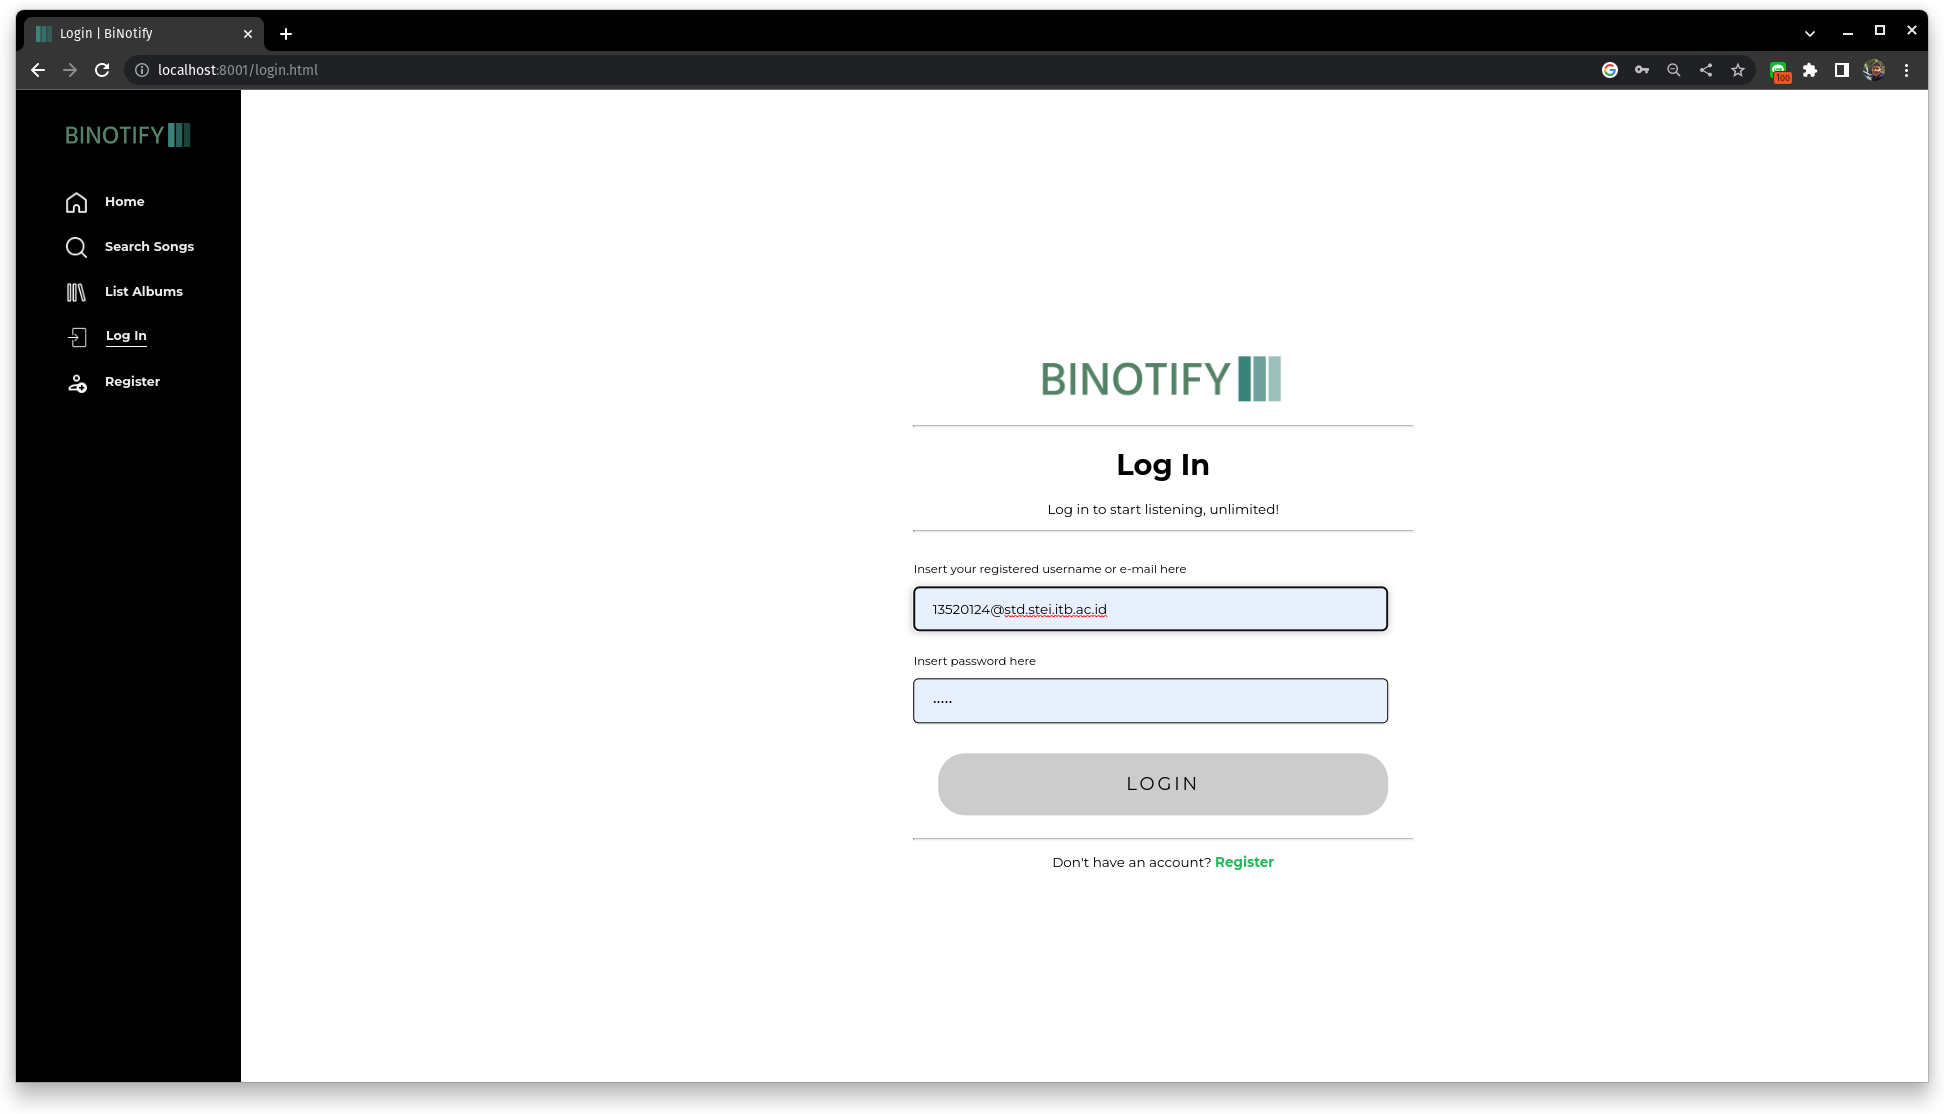 Login | BiNotify
localhost:8001/login.html
100
BINOTIFY
Home
Search Songs
List Albums
Log In
Register
BINOTIFY
Log In
Log in to start listening, unlimited!
Insert your registered username or e-mail here
13520124@std.stei.itb.ac.id
Insert password here
•••••
LOGIN
Don't have an account? Register